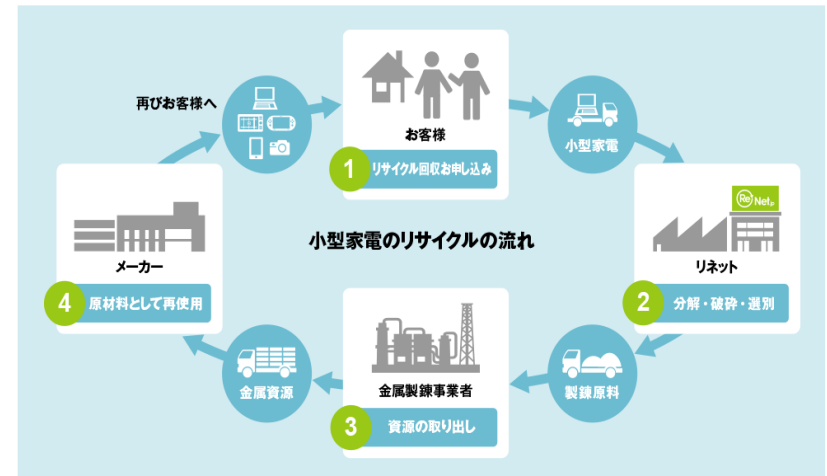 再びお客様へ
お客様
1 リサイクル回収お申し込み
小型家電
ReNet.jp
リネット
2 分解・破砕・選別
小型家電のリサイクルの流れ
製錬原料
金属製錬事業者
3 資源の取り出し
金属資源
メーカー
4 原材料として再使用